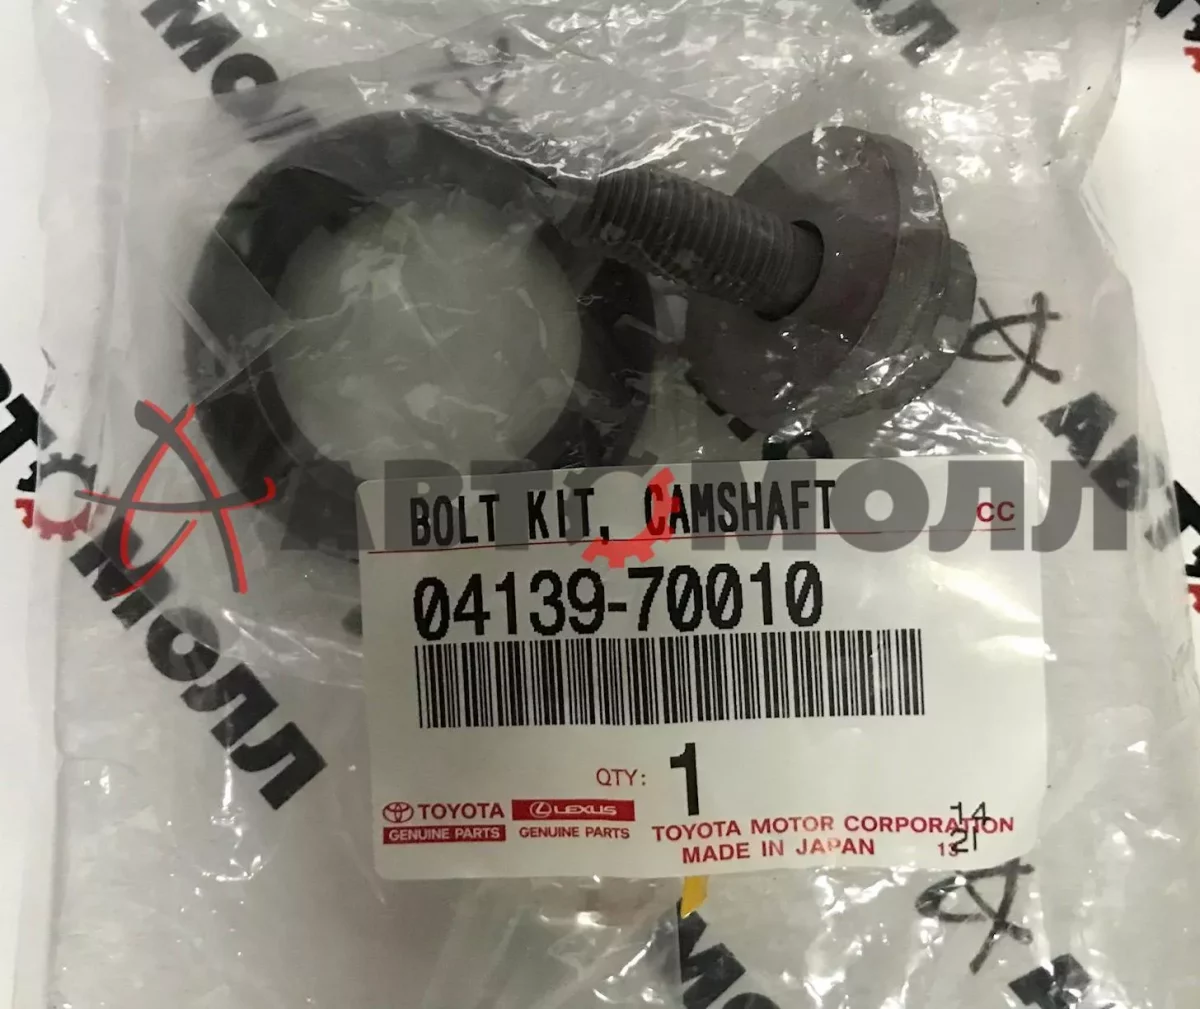 АВТОМОЛЛ
BOLT KIT, CAMSHAFT
CC
04139-70010
QTY: 1
TOYOTA LEXUS
GENUINE PARTS GENUINE PARTS
TOYOTA MOTOR CORPORATION
MADE IN JAPAN
14
21
МОЛЛ